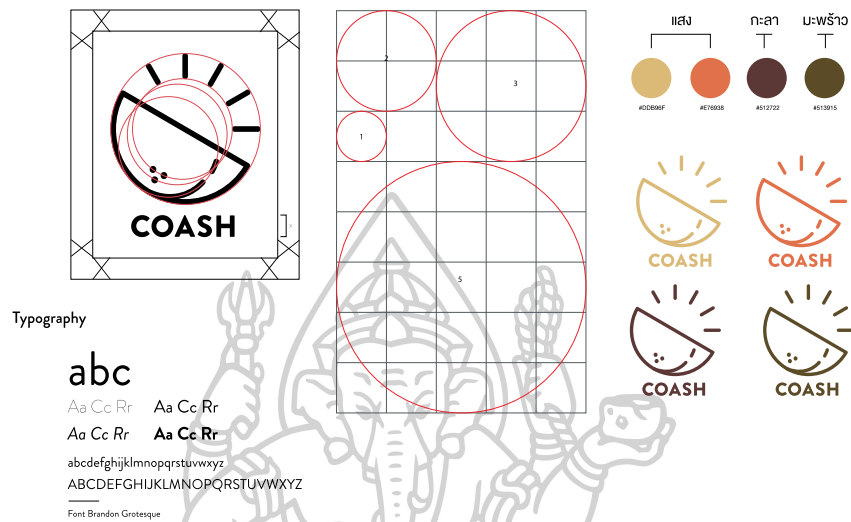 COASH
x
1
2
3
5
แสง
กะลา
มะพร้าว
#DDB96F
#E76938
#512722
#513915
COASH
COASH
COASH
COASH
Typography
abc
Aa Cc Rr
Aa Cc Rr
Aa Cc Rr
Aa Cc Rr
abcdefghijklmnopqrstuvwxyz
ABCDEFGHIJKLMNOPQRSTUVWXYZ
Font Brandon Grotesque